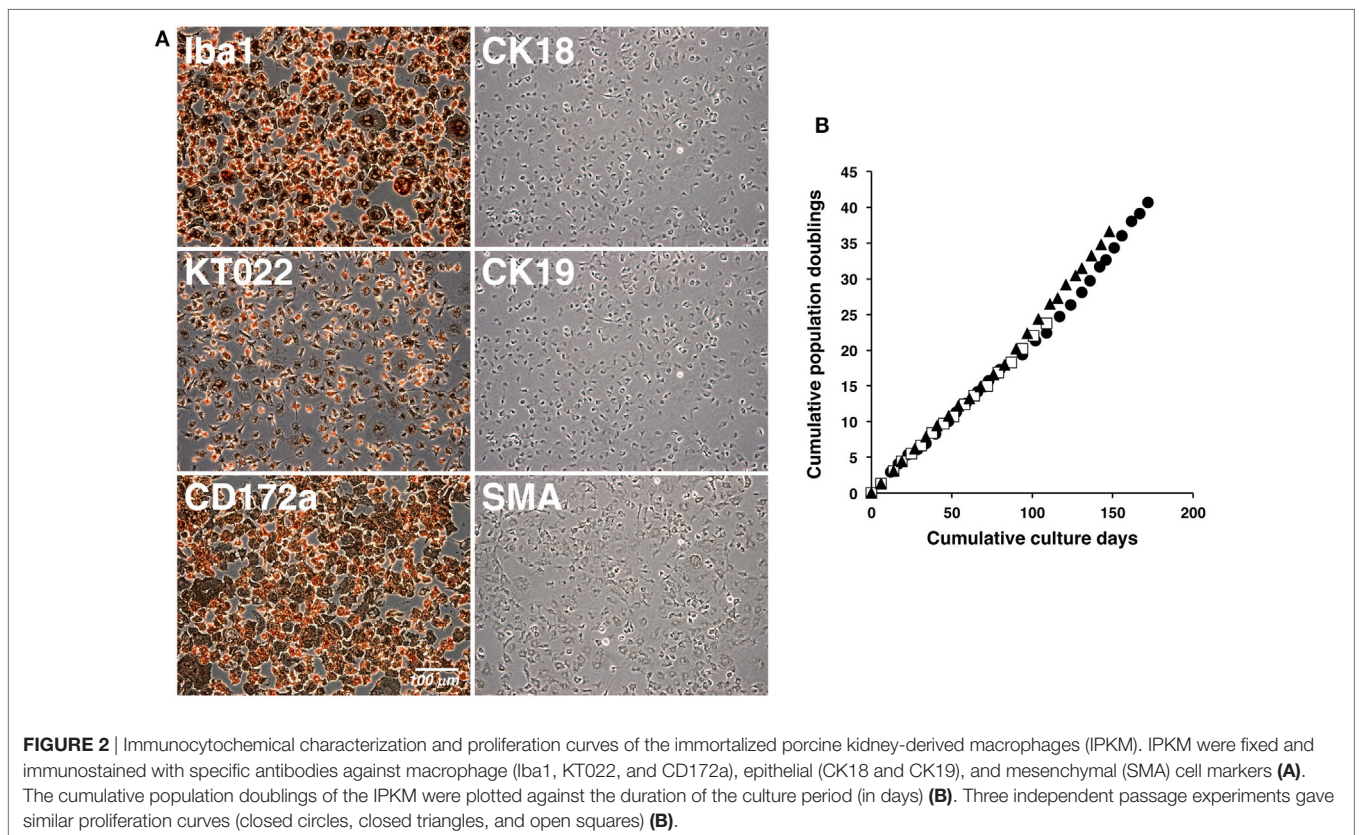 A
Iba1
CK18
KT022
CK19
CD172a
SMA
100 µm
B
Cumulative population doublings
45
40
35
30
25
20
15
10
5
0
0 50 100 150 200
Cumulative culture days
FIGURE 2 | Immunocytochemical characterization and proliferation curves of the immortalized porcine kidney-derived macrophages (IPKM). IPKM were fixed and
immunostained with specific antibodies against macrophage (Iba1, KT022, and CD172a), epithelial (CK18 and CK19), and mesenchymal (SMA) cell markers (A).
The cumulative population doublings of the IPKM were plotted against the duration of the culture period (in days) (B). Three independent passage experiments gave
similar proliferation curves (closed circles, closed triangles, and open squares) (B).